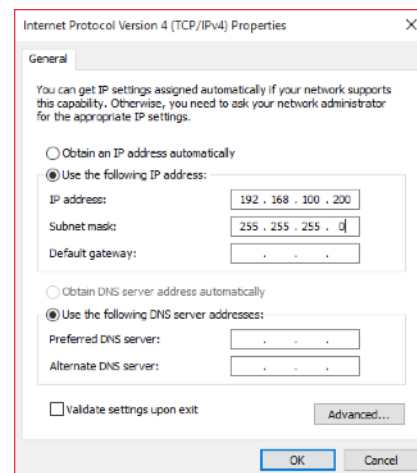 Internet Protocol Version 4 (TCP/IPv4) Properties
General
You can get IP settings assigned automatically if your network supports
this capability. Otherwise, you need to ask your network administrator
for the appropriate IP settings.
Obtain an IP address automatically
Use the following IP address:
IP address: 192 . 168 . 100 . 200
Subnet mask: 255 . 255 . 255 . 0
Default gateway: . . .
Obtain DNS server address automatically
Use the following DNS server addresses:
Preferred DNS server: . . .
Alternate DNS server: . . .
Validate settings upon exit
Advanced...
OK Cancel